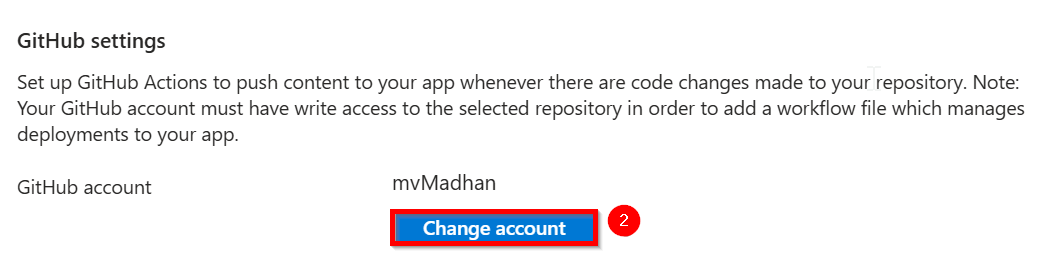 GitHub settings
Set up GitHub Actions to push content to your app whenever there are code changes made to your repository. Note:
Your GitHub account must have write access to the selected repository in order to add a workflow file which manages
deployments to your app.
GitHub account
mvMadhan
Change account
2